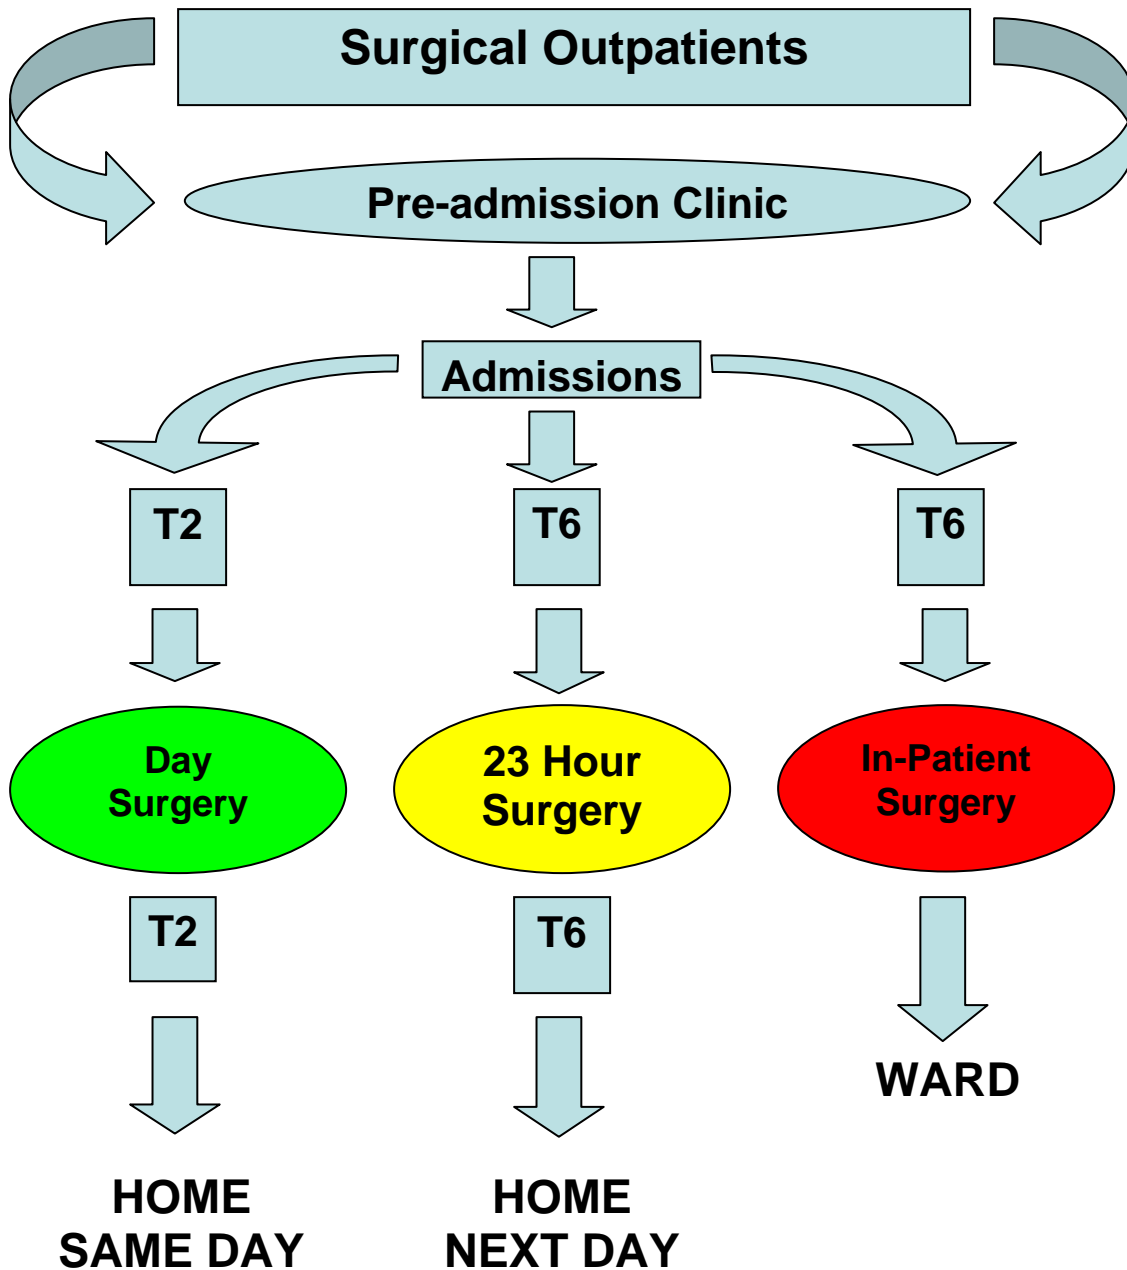 Surgical Outpatients
Pre-admission Clinic
Admissions
T2
T6
T6
Day
Surgery
23 Hour
Surgery
In-Patient
Surgery
T2
T6
WARD
HOME
SAME DAY
HOME
NEXT DAY